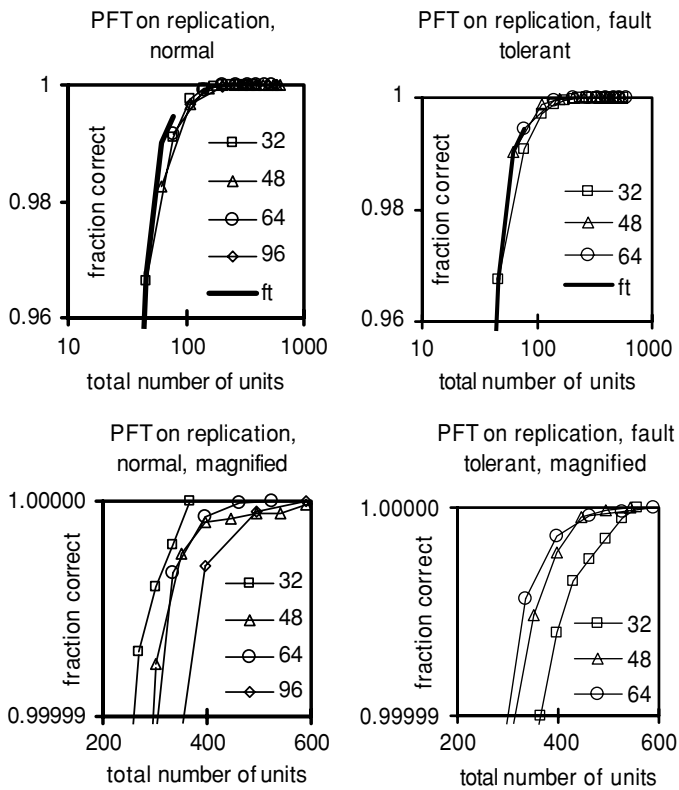 PFT on replication,
normal
1
0.98
0.96
fraction correct
32
48
64
96
ft
10
100
1000
total number of units
PFT on replication, fault
tolerant
1
0.98
0.96
fraction correct
32
48
64
ft
10
100
1000
total number of units
PFT on replication,
normal, magnified
1.00000
0.99999
fraction correct
32
48
64
96
200
400
600
total number of units
PFT on replication, fault
tolerant, magnified
1.00000
0.99999
fraction correct
32
48
64
200
400
600
total number of units